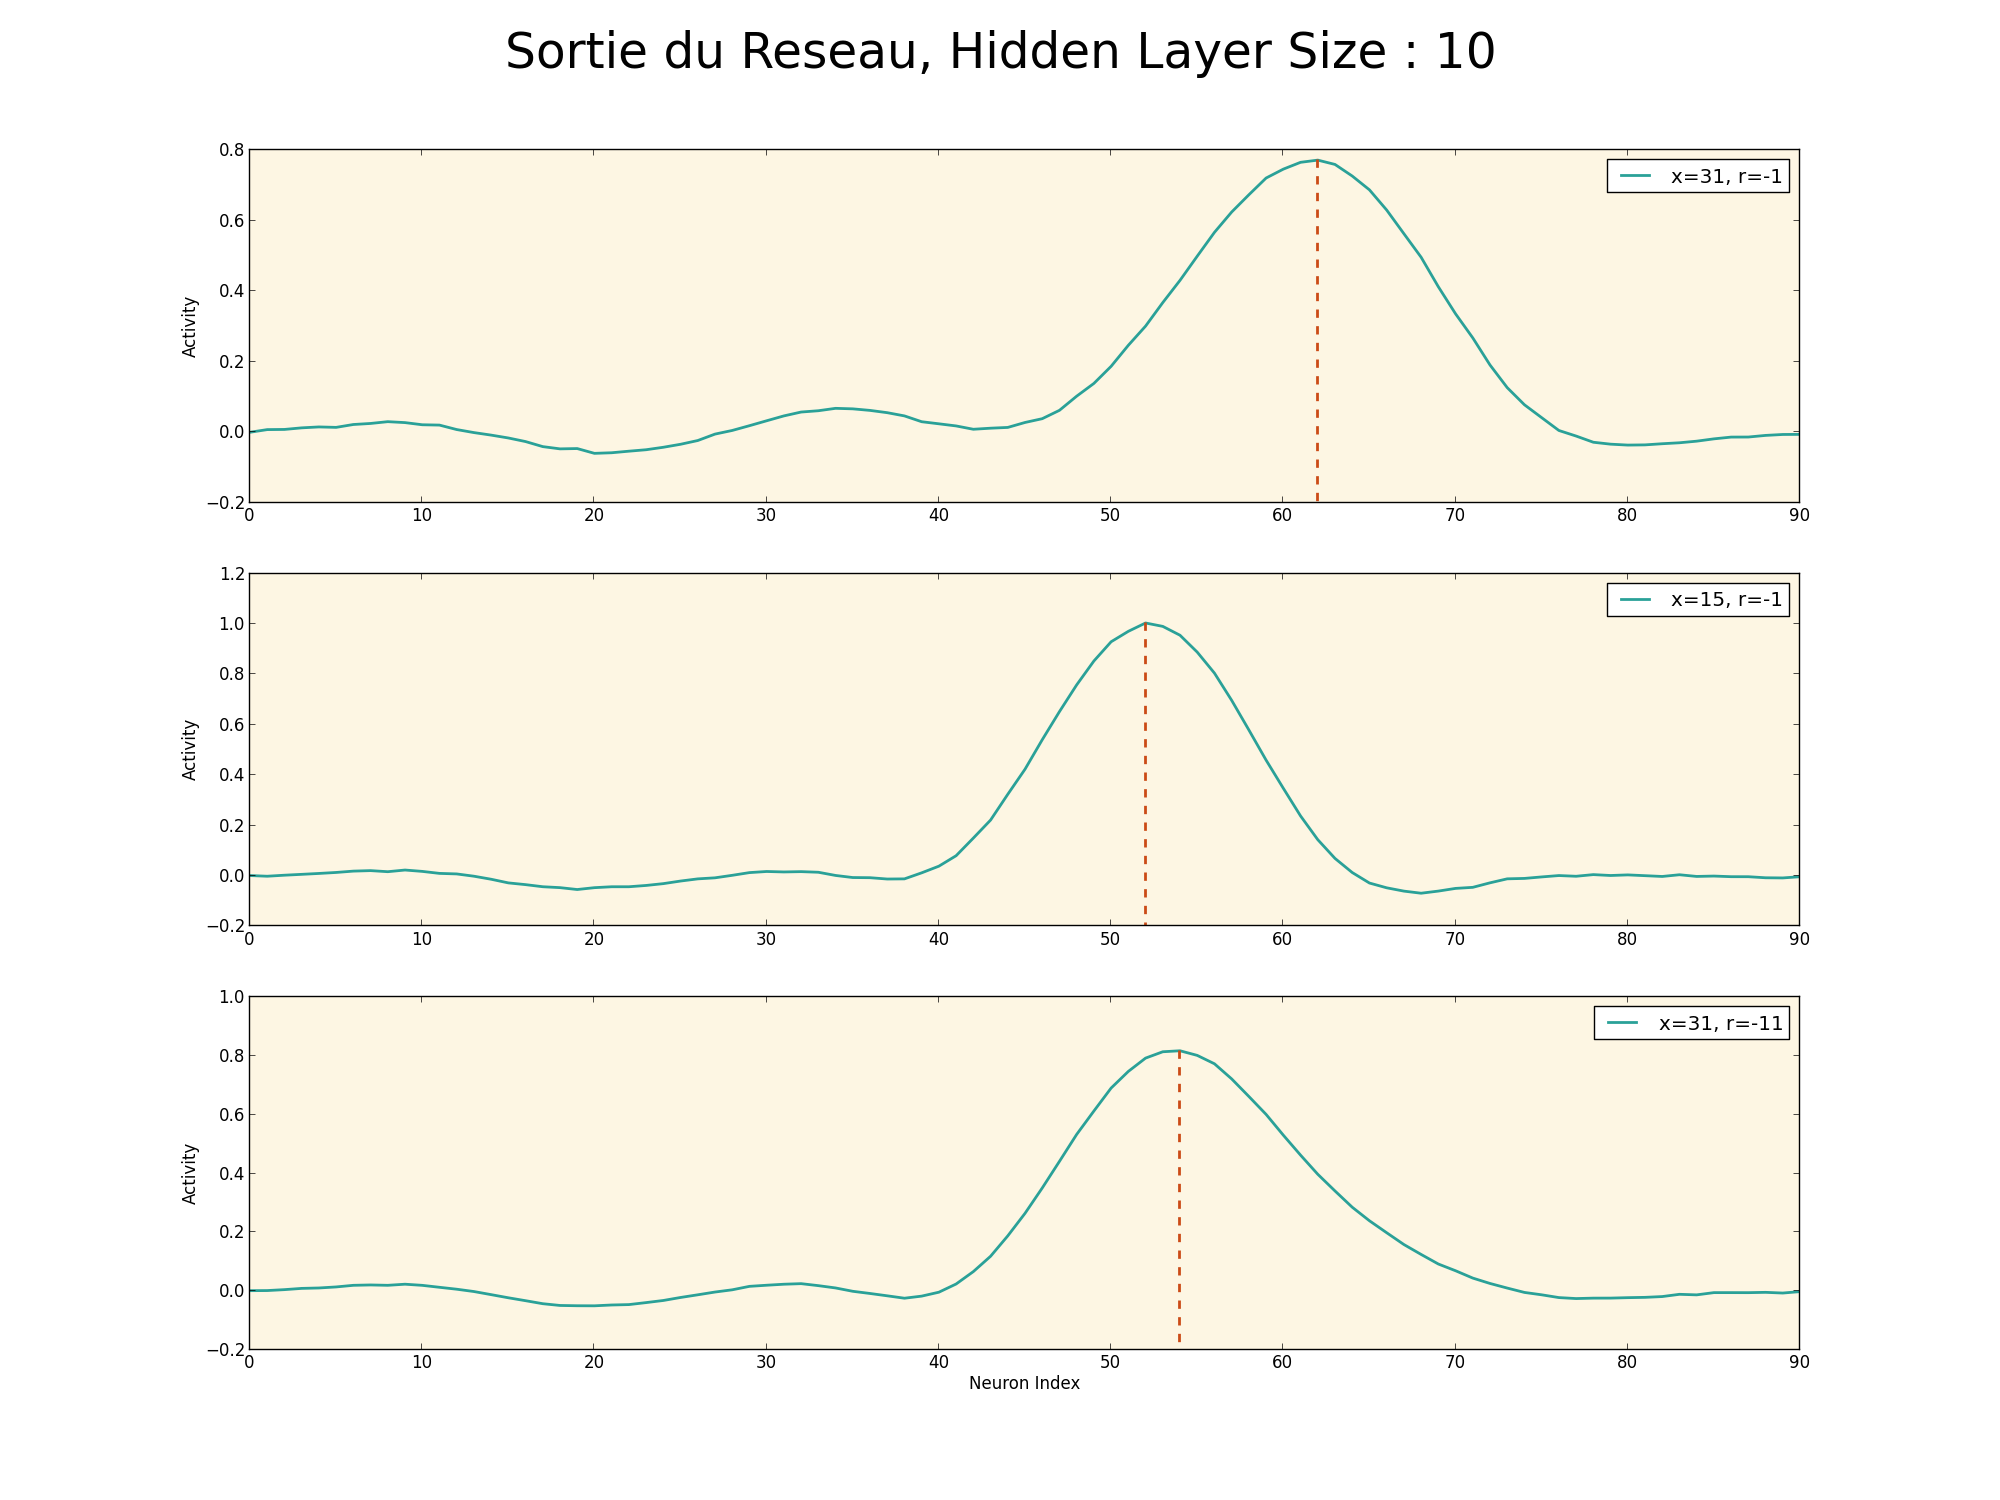 Sortie du Reseau, Hidden Layer Size : 10
0.8
0.6
0.4
0.2
0.0
−0.2
Activity
x=31, r=-1
0 10 20 30 40 50 60 70 80 90
1.2
1.0
0.8
0.6
0.4
0.2
0.0
−0.2
Activity
x=15, r=-1
0 10 20 30 40 50 60 70 80 90
1.0
0.8
0.6
0.4
0.2
0.0
−0.2
Activity
x=31, r=-11
0 10 20 30 40 50 60 70 80 90
Neuron Index